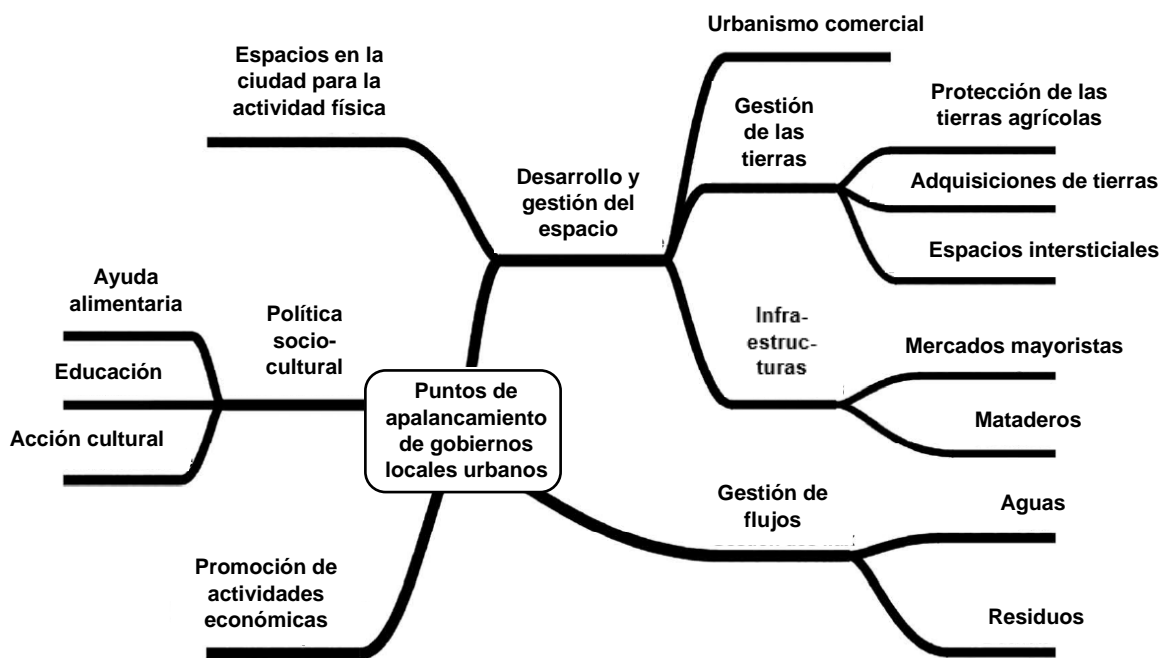 Urbanismo comercial
Espacios en la
ciudad para la
actividad física
Gestión
de las
tierras
Protección de las
tierras agrícolas
Adquisiciones de tierras
Espacios intersticiales
Desarrollo y
gestión del
espacio
Ayuda
alimentaria
Educación
Acción cultural
Política
socio-
cultural
Infra-
estruc-
turas
Mercados mayoristas
Mataderos
Puntos de
apalancamiento
de gobiernos
locales urbanos
Gestión de
flujos
Aguas
Residuos
Promoción de
actividades
económicas